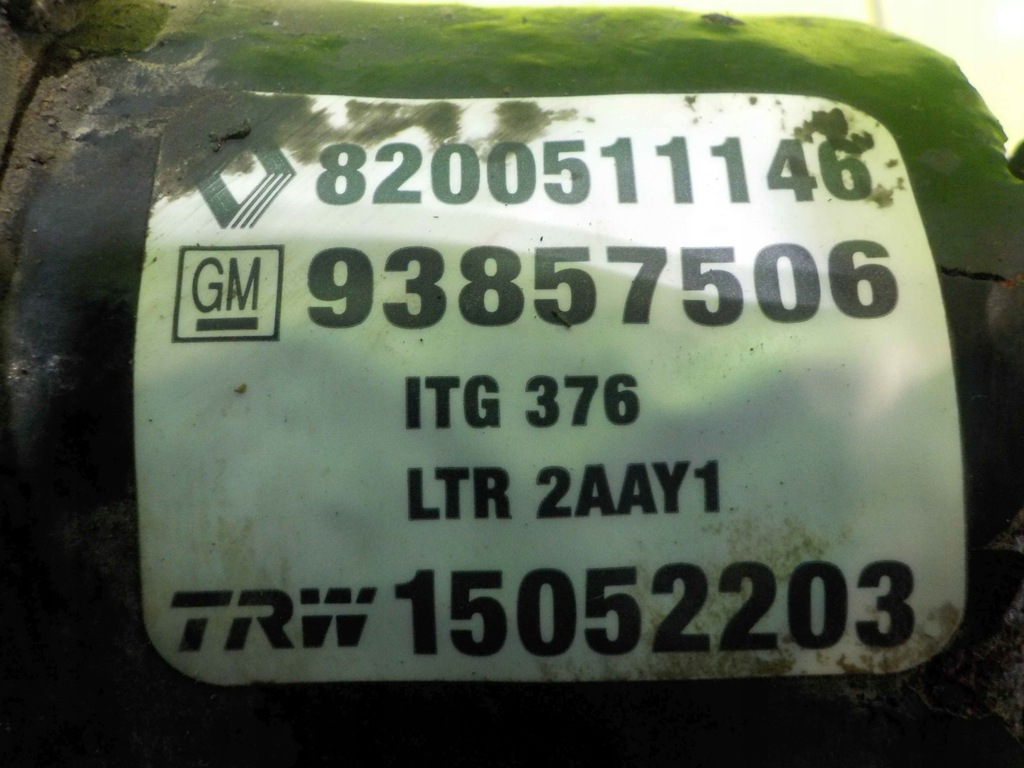 8200511146
GM 93857506
ITG 376
LTR 2AAY1
TRW 15052203